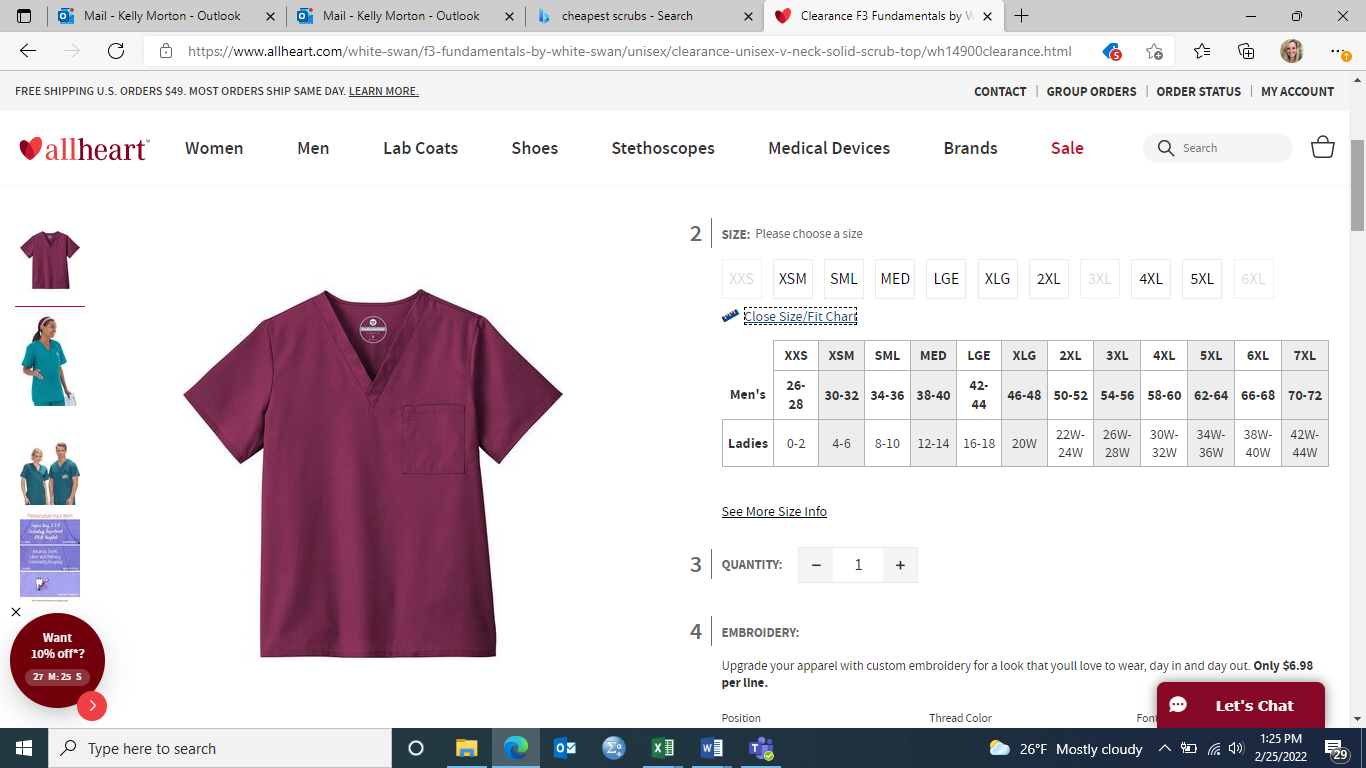 Mail - Kelly Morton - Outlook
Mail - Kelly Morton - Outlook
cheapest scrubs - Search
Clearance F3 Fundamentals by W
https://www.allheart.com/white-swan/f3-fundamentals-by-white-swan/unisex/clearance-unisex-v-neck-solid-scrub-top/wh14900clearance.html
5
FREE SHIPPING U.S. ORDERS $49. MOST ORDERS SHIP SAME DAY. LEARN MORE.
CONTACT | GROUP ORDERS | ORDER STATUS | MY ACCOUNT
allheart
Women Men Lab Coats Shoes Stethoscopes Medical Devices Brands Sale
Search
2 SIZE: Please choose a size
XXS XSM SML MED LGE XLG 2XL 3XL 4XL 5XL 6XL
Close Size/Fit Chart
XXS XSM SML MED LGE XLG 2XL 3XL 4XL 5XL 6XL 7XL
Men's 26-28 30-32 34-36 38-40 42-44 46-48 50-52 54-56 58-60 62-64 66-68 70-72
Ladies 0-2 4-6 8-10 12-14 16-18 20W 22W-24W 26W-28W 30W-32W 34W-36W 38W-40W 42W-44W
See More Size Info
3 QUANTITY: − 1 +
4 EMBROIDERY:
Upgrade your apparel with custom embroidery for a look that youll love to wear, day in and day out. Only $6.98
per line.
Position Thread Color Font
Personalize Your Item
Want
10% off*?
27 M: 25 S
Let's Chat
Type here to search
26°F Mostly cloudy
1:25 PM
2/25/2022
29